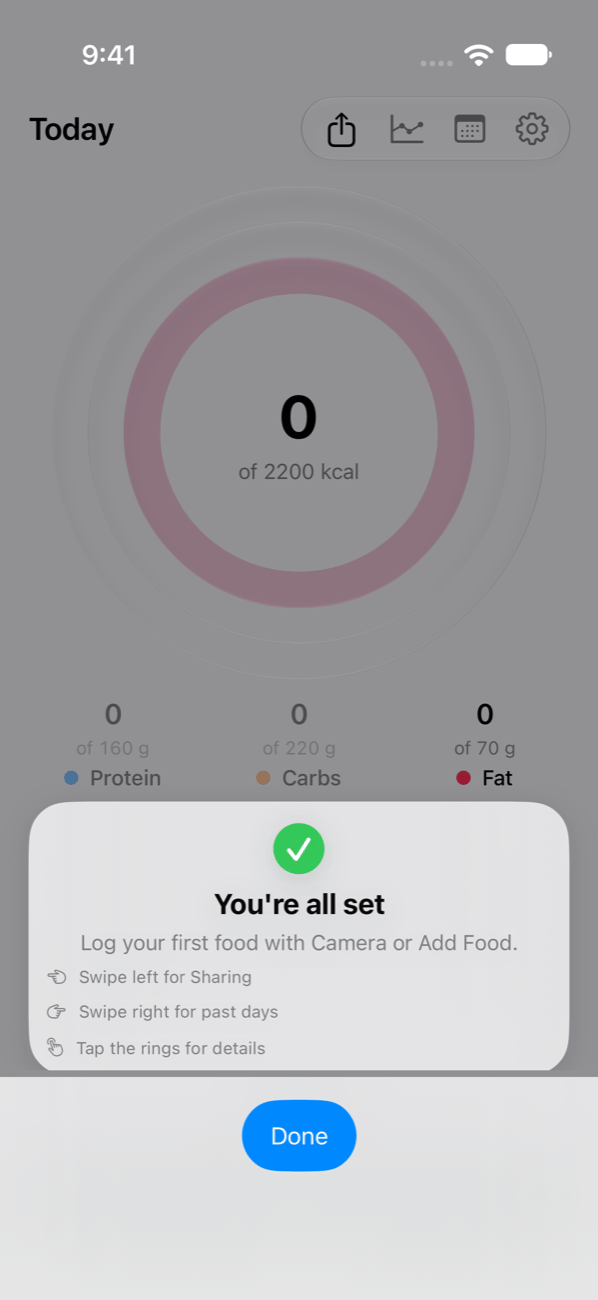 9:41
Today
0
of 2200 kcal
0
0
0
of 160 g
of 220 g
of 70 g
Protein
Carbs
Fat
You're all set
Log your first food with Camera or Add Food.
Swipe left for Sharing
Swipe right for past days
Tap the rings for details
Done